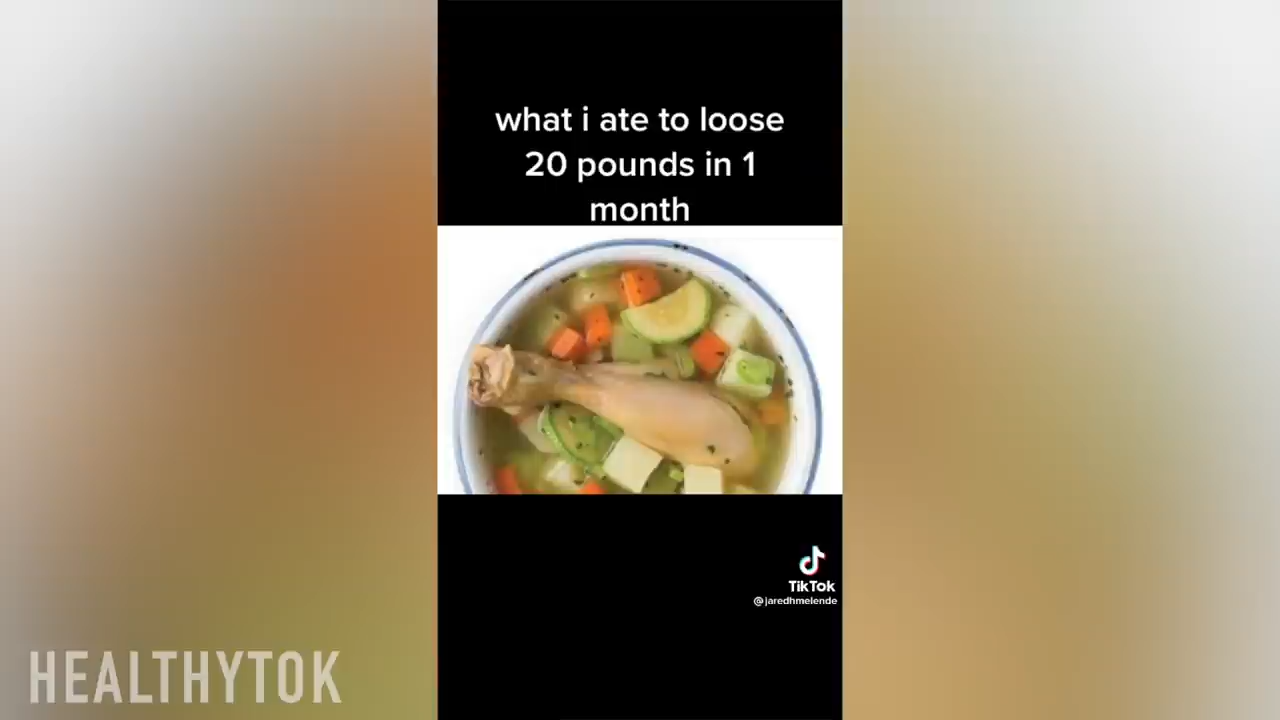 what i ate to loose
20 pounds in 1
month
TikTok
@jaredhmelende
HEALTHYTOK